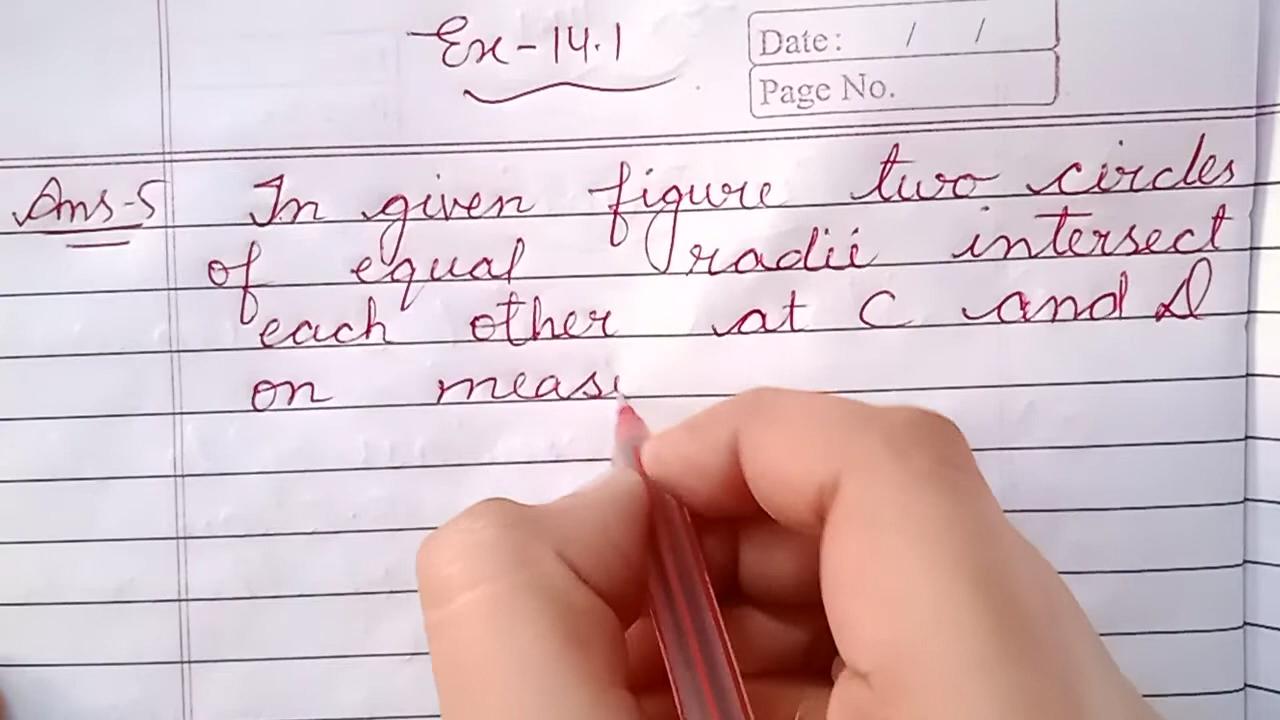 Ex-14.1
Date: / /
Page No.
Ans-5 In given figure two circles
of equal radii intersect
each other at C and D
on meas